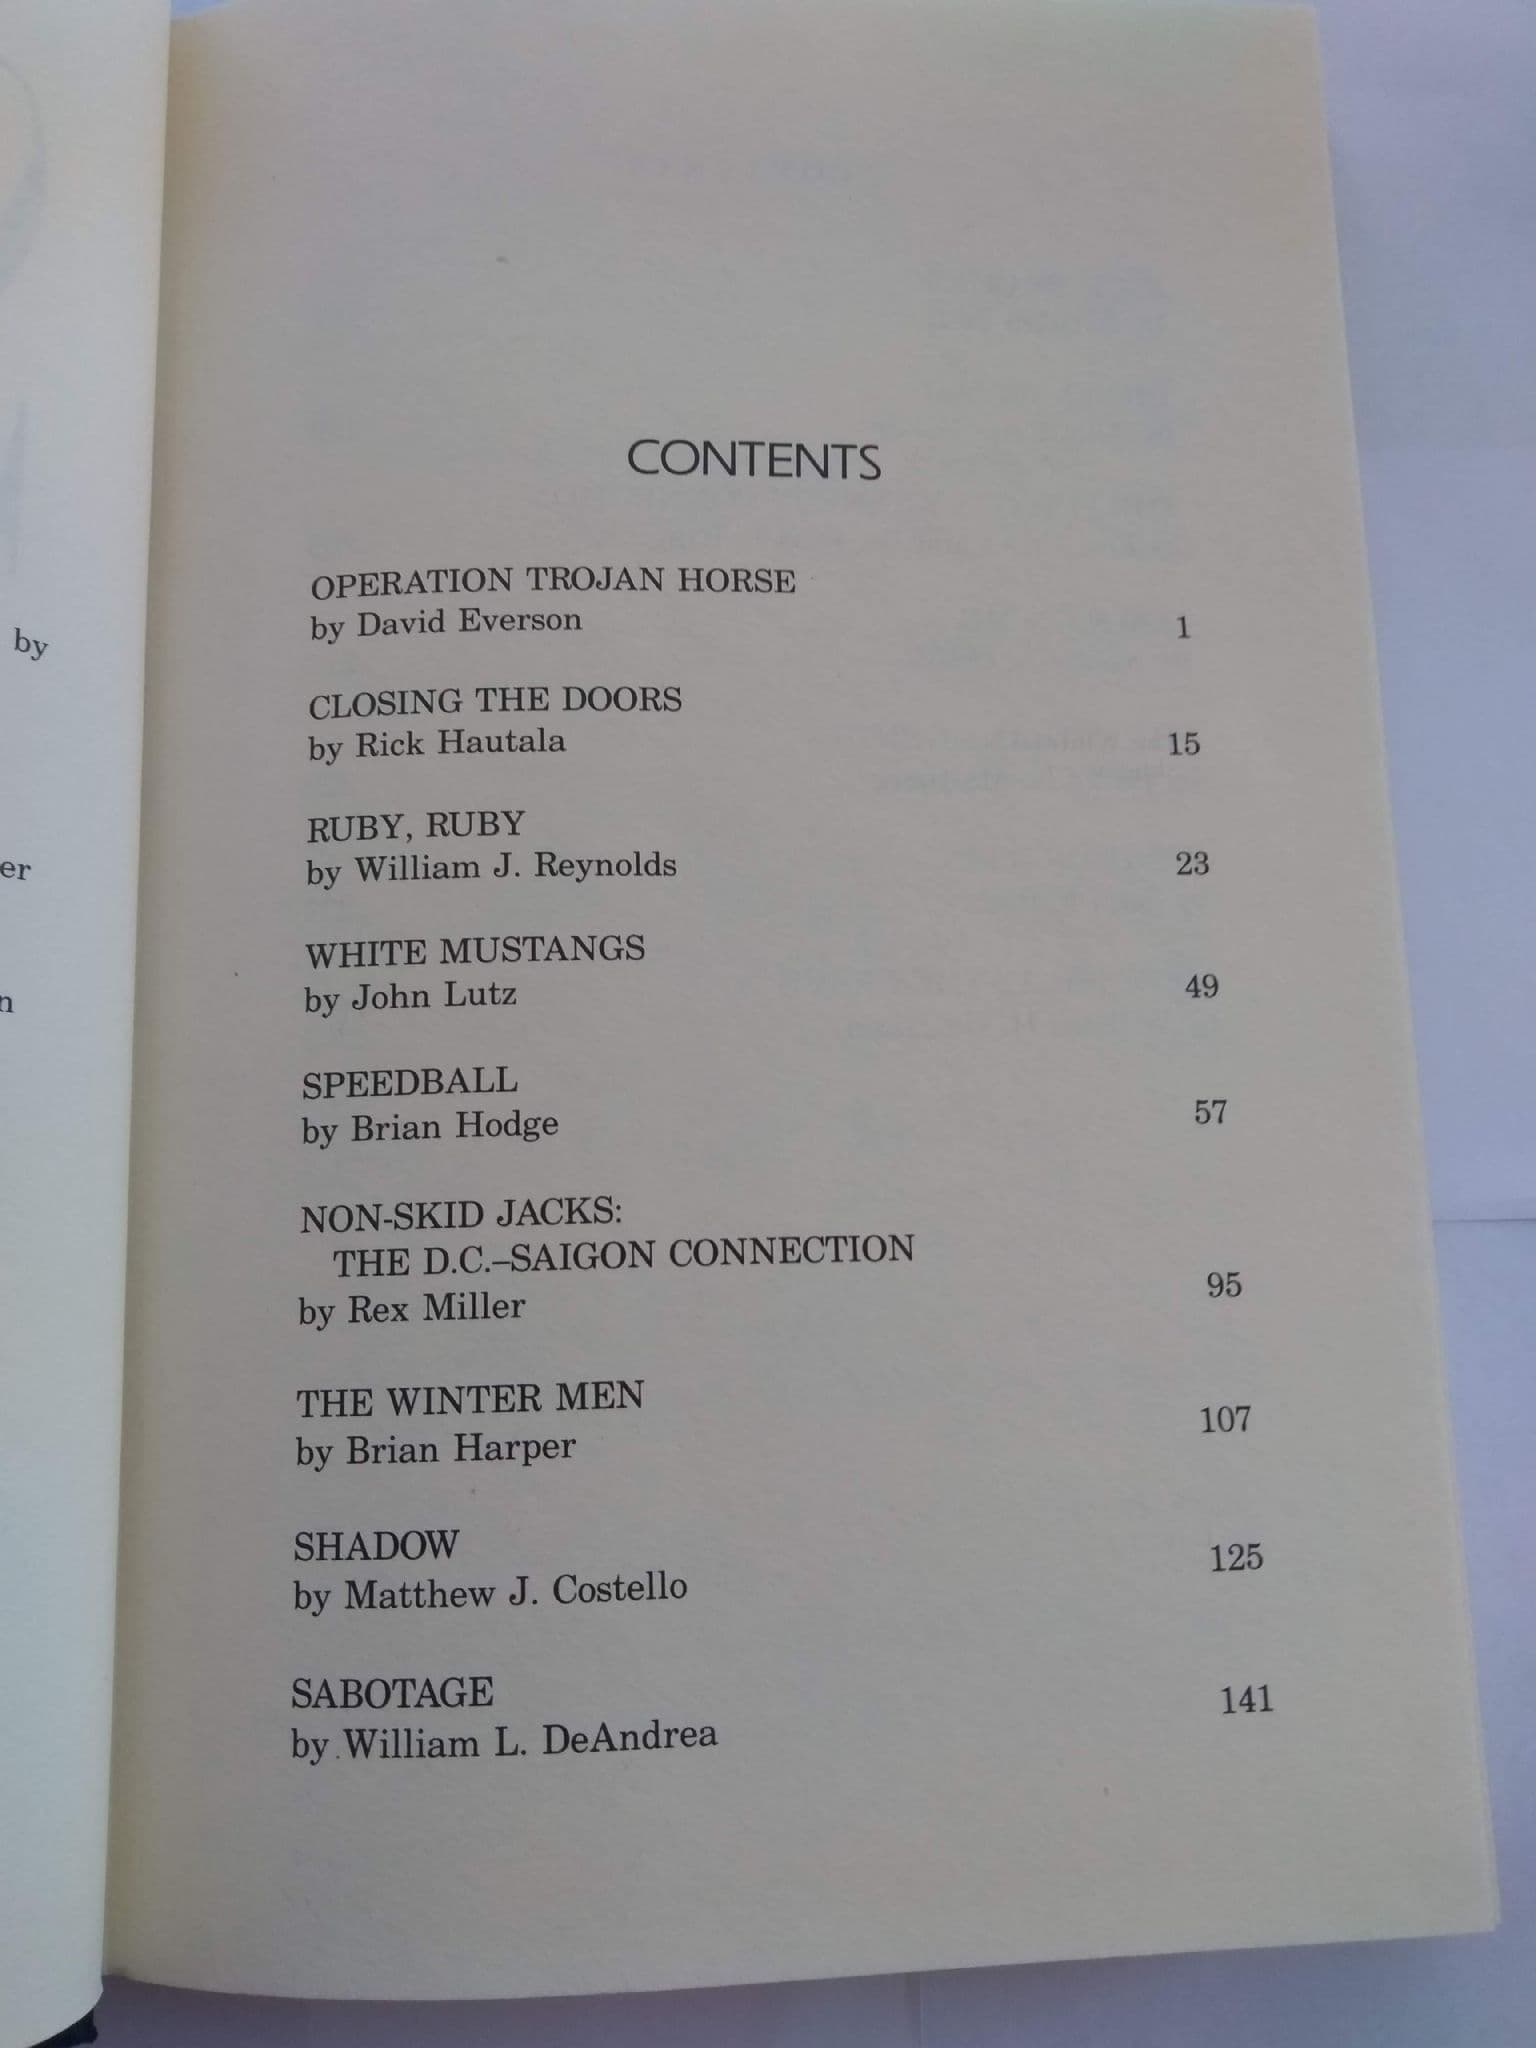 by
er
n
CONTENTS
OPERATION TROJAN HORSE
by David Everson 1
CLOSING THE DOORS
by Rick Hautala 15
RUBY, RUBY
by William J. Reynolds 23
WHITE MUSTANGS
by John Lutz 49
SPEEDBALL
by Brian Hodge 57
NON-SKID JACKS:
THE D.C.–SAIGON CONNECTION
by Rex Miller 95
THE WINTER MEN
by Brian Harper 107
SHADOW
by Matthew J. Costello 125
SABOTAGE
by William L. DeAndrea 141